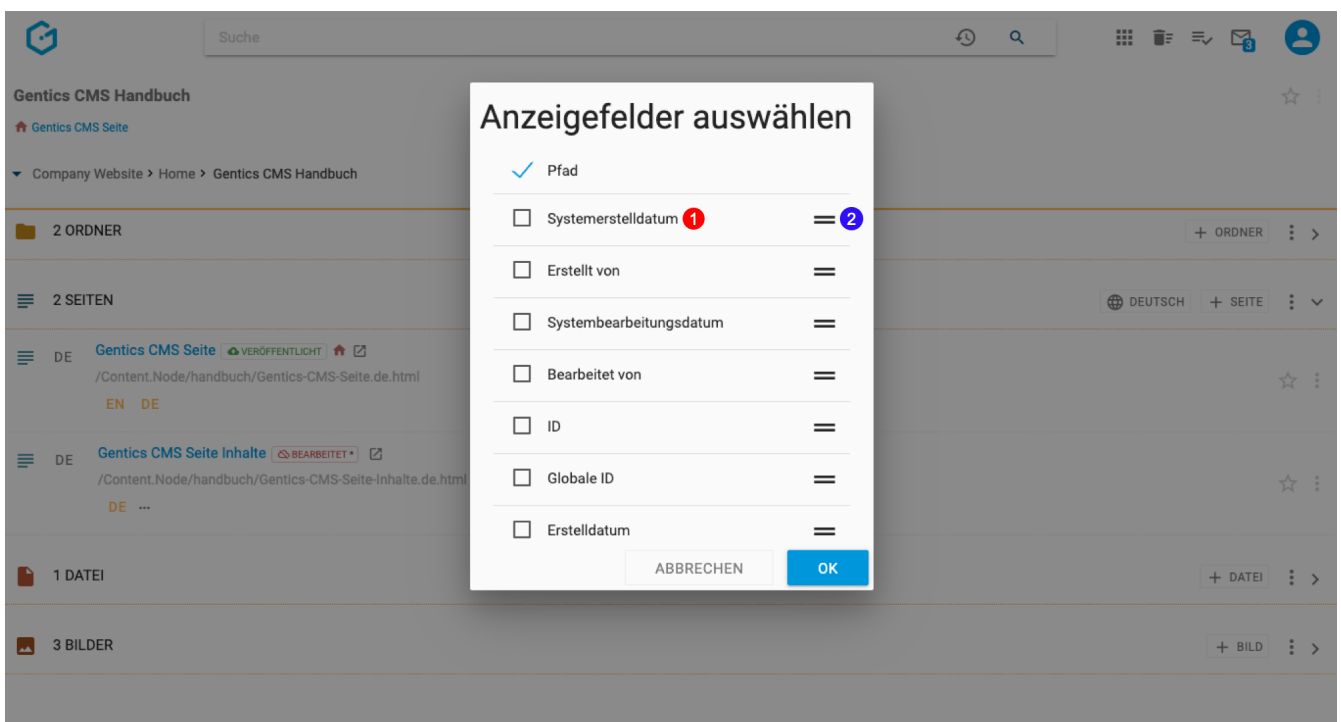 Suche
3
Gentics CMS Handbuch
Gentics CMS Seite
Company Website > Home > Gentics CMS Handbuch
2 ORDNER
+ ORDNER
2 SEITEN
DEUTSCH + SEITE
DE Gentics CMS Seite VERÖFFENTLICHT
/Content.Node/handbuch/Gentics-CMS-Seite.de.html
EN DE
DE Gentics CMS Seite Inhalte BEARBEITET *
/Content.Node/handbuch/Gentics-CMS-Seite-Inhalte.de.html
DE ...
1 DATEI
+ DATEI
3 BILDER
+ BILD
Anzeigefelder auswählen
Pfad
Systemerstelldatum 1 2
Erstellt von
Systembearbeitungsdatum
Bearbeitet von
ID
Globale ID
Erstelldatum
ABBRECHEN OK